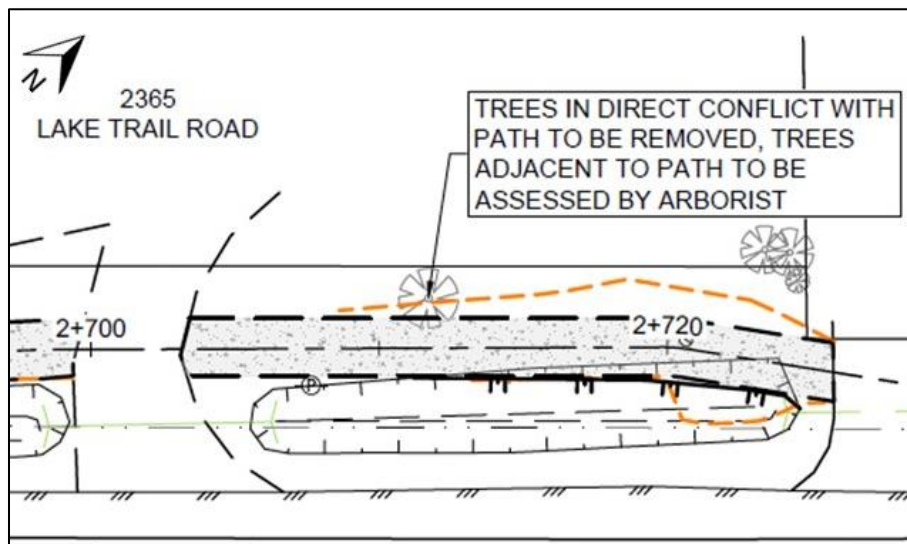 N
2365
LAKE TRAIL ROAD
TREES IN DIRECT CONFLICT WITH
PATH TO BE REMOVED, TREES
ADJACENT TO PATH TO BE
ASSESSED BY ARBORIST
2+700
2+720
P